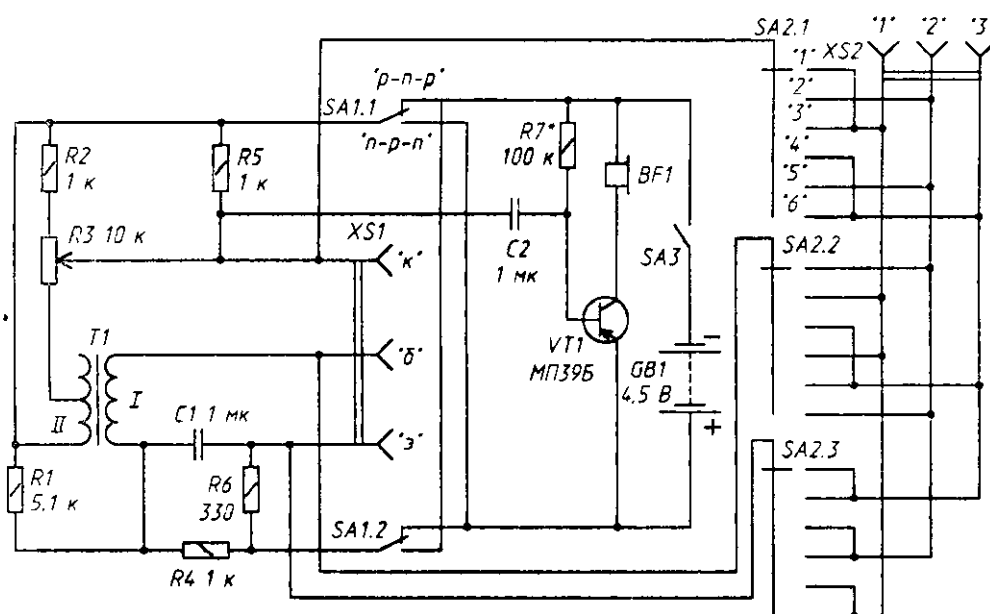 SA2.1
"1"
"2"
"3
XS2
"1"
"2"
"3"
"4"
"5"
"6"
"p-n-p"
SA1.1
"n-p-n"
R2
1 к
R5
1 к
R7*
100 к
BF1
R3 10 к
XS1
"к"
C2
1 мк
SA3
SA2.2
T1
"б"
VT1
МП39Б
GB1
4,5 В
−
+
II
I
C1 1 мк
"э"
SA2.3
R1
5,1 к
R6
330
SA1.2
R4 1 к